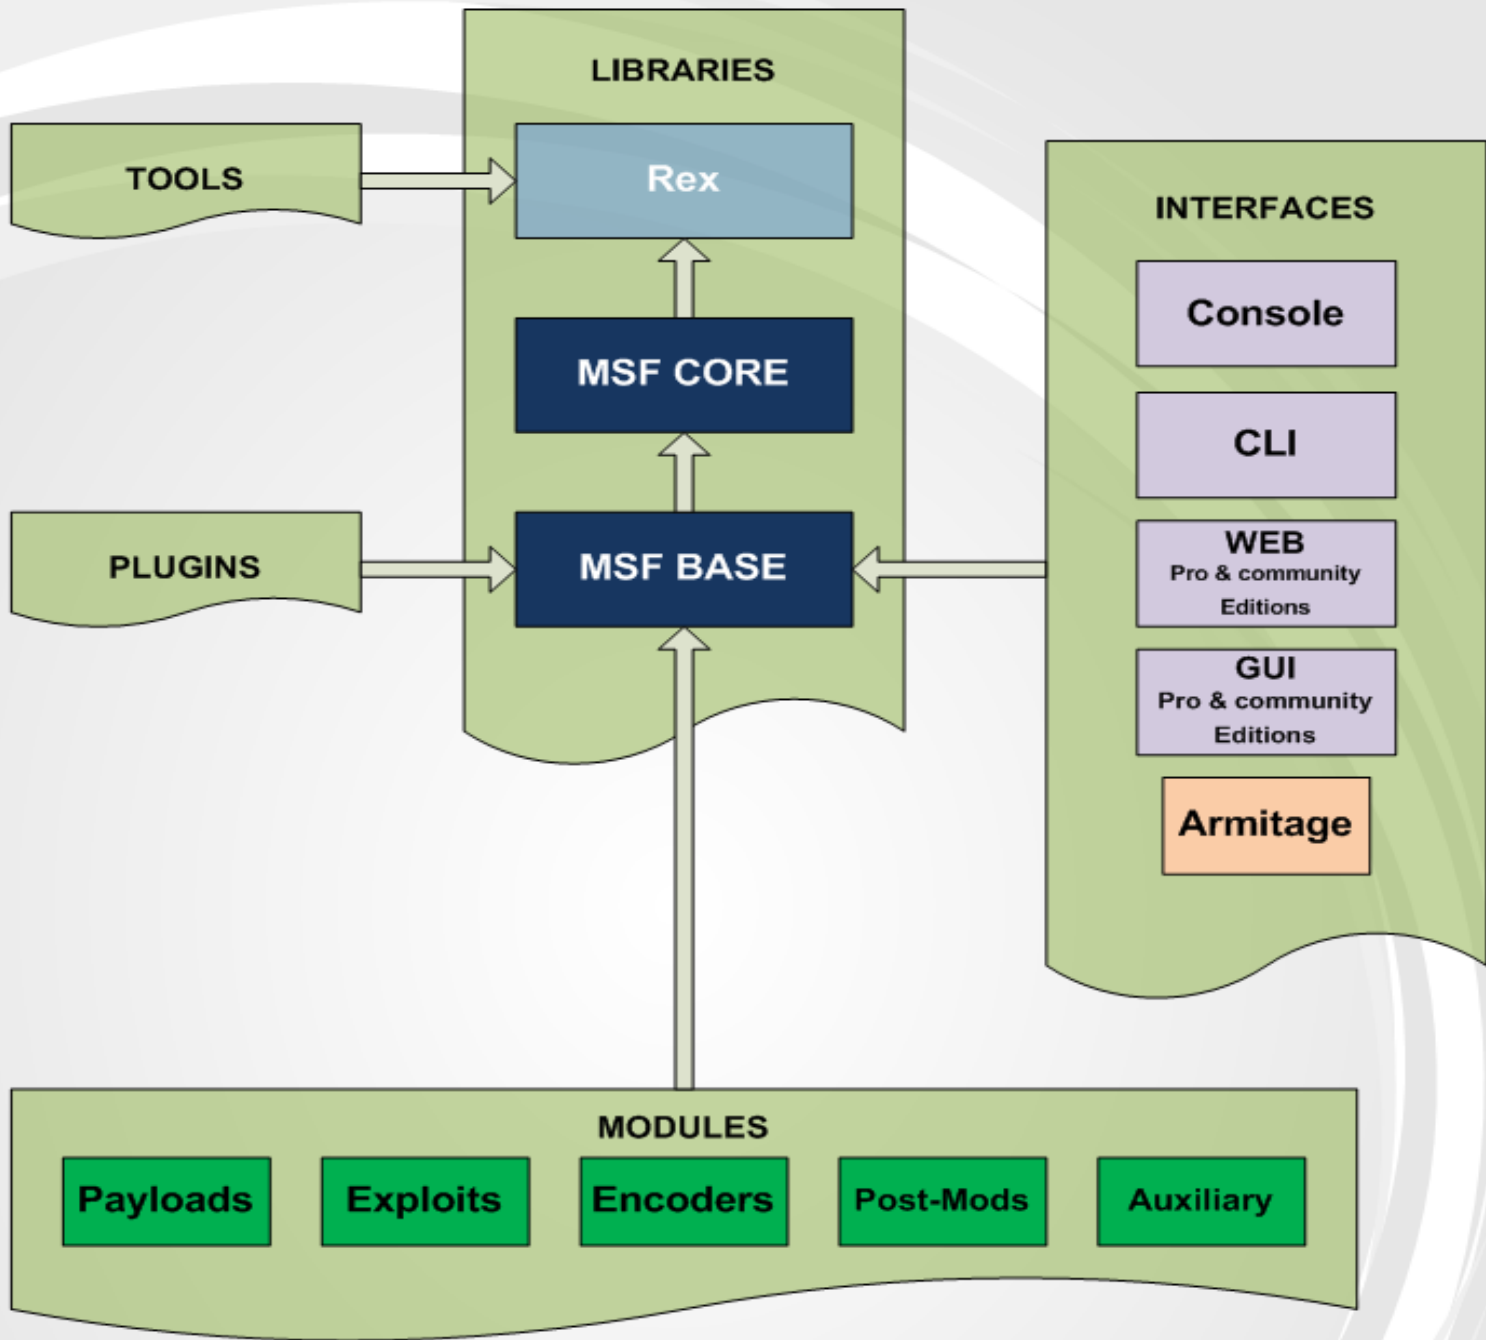 LIBRARIES
TOOLS
Rex
INTERFACES
Console
MSF CORE
CLI
PLUGINS
MSF BASE
WEB
Pro & community
Editions
GUI
Pro & community
Editions
Armitage
MODULES
Payloads
Exploits
Encoders
Post-Mods
Auxiliary